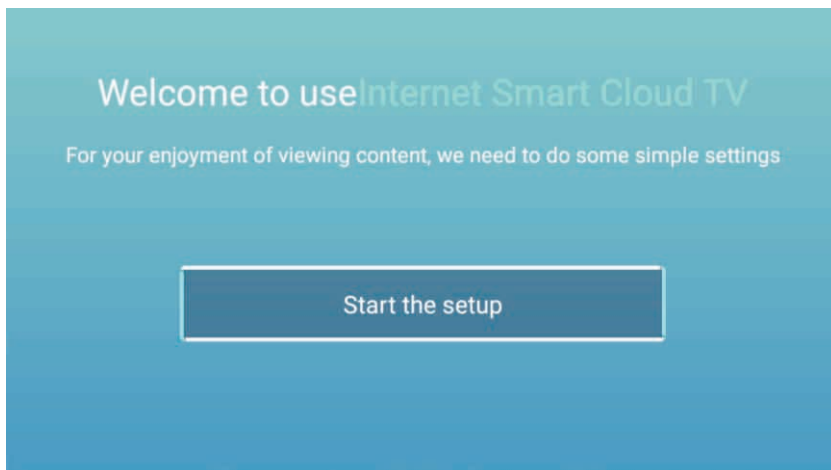 Welcome to useInternet Smart Cloud TV
For your enjoyment of viewing content, we need to do some simple settings
Start the setup